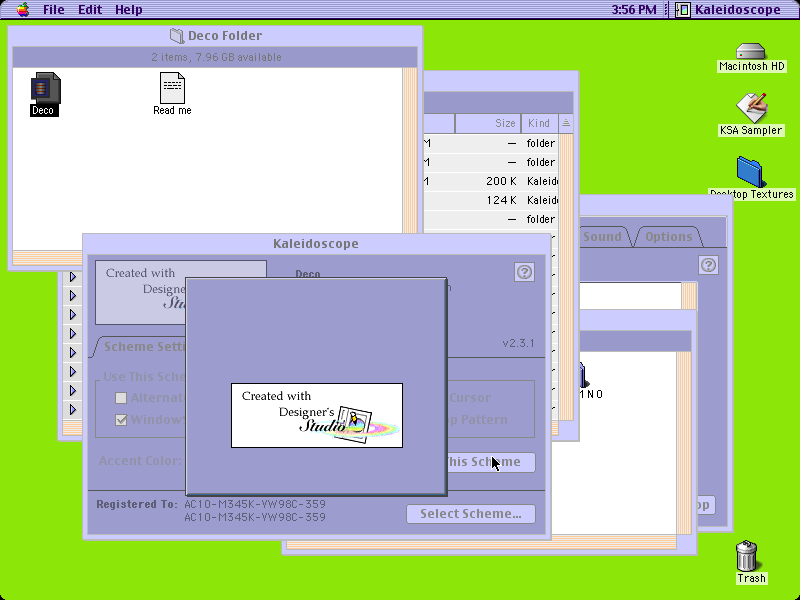 File Edit Help
3:56 PM
Kaleidoscope
Deco Folder
2 items, 7.96 GB available
Deco
Read me
Macintosh HD
KSA Sampler
Desktop Textures
Trash
Size Kind
M — folder
M — folder
M 200 K Kaleid
124 K Kaleid
— folder
Sound Options
Kaleidoscope
Created with
Designe
Stu
Deco
v2.3.1
Scheme Setti
Use This Sche
Alternat
Window
Cursor
p Pattern
Accent Color:
This Scheme
Registered To: AC10-M345K-YW98C-359
AC10-M345K-YW98C-359
Select Scheme...
Created with
Designer's
Studio
1 N O
op